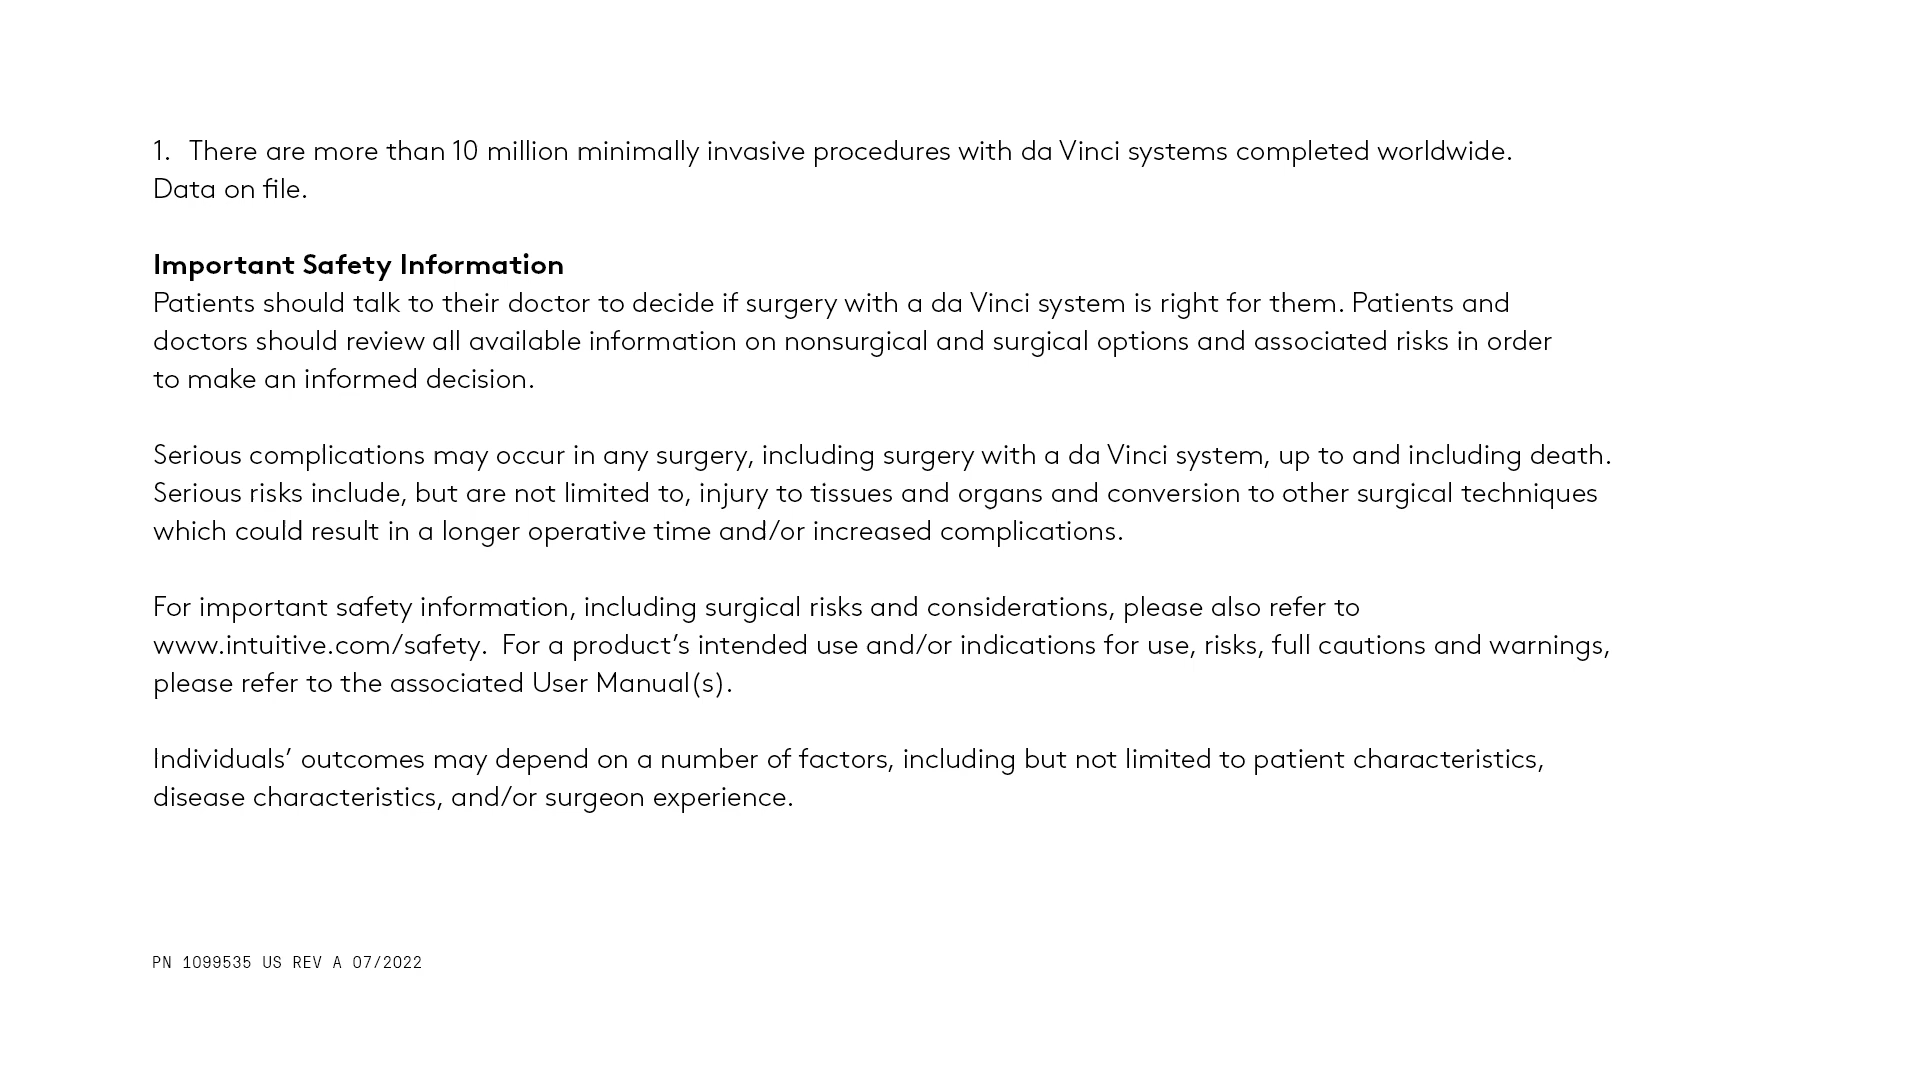 1. There are more than 10 million minimally invasive procedures with da Vinci systems completed worldwide.
Data on file.
Important Safety Information
Patients should talk to their doctor to decide if surgery with a da Vinci system is right for them. Patients and
doctors should review all available information on nonsurgical and surgical options and associated risks in order
to make an informed decision.
Serious complications may occur in any surgery, including surgery with a da Vinci system, up to and including death.
Serious risks include, but are not limited to, injury to tissues and organs and conversion to other surgical techniques
which could result in a longer operative time and/or increased complications.
For important safety information, including surgical risks and considerations, please also refer to
www.intuitive.com/safety. For a product’s intended use and/or indications for use, risks, full cautions and warnings,
please refer to the associated User Manual(s).
Individuals’ outcomes may depend on a number of factors, including but not limited to patient characteristics,
disease characteristics, and/or surgeon experience.
PN 1099535 US REV A 07/2022